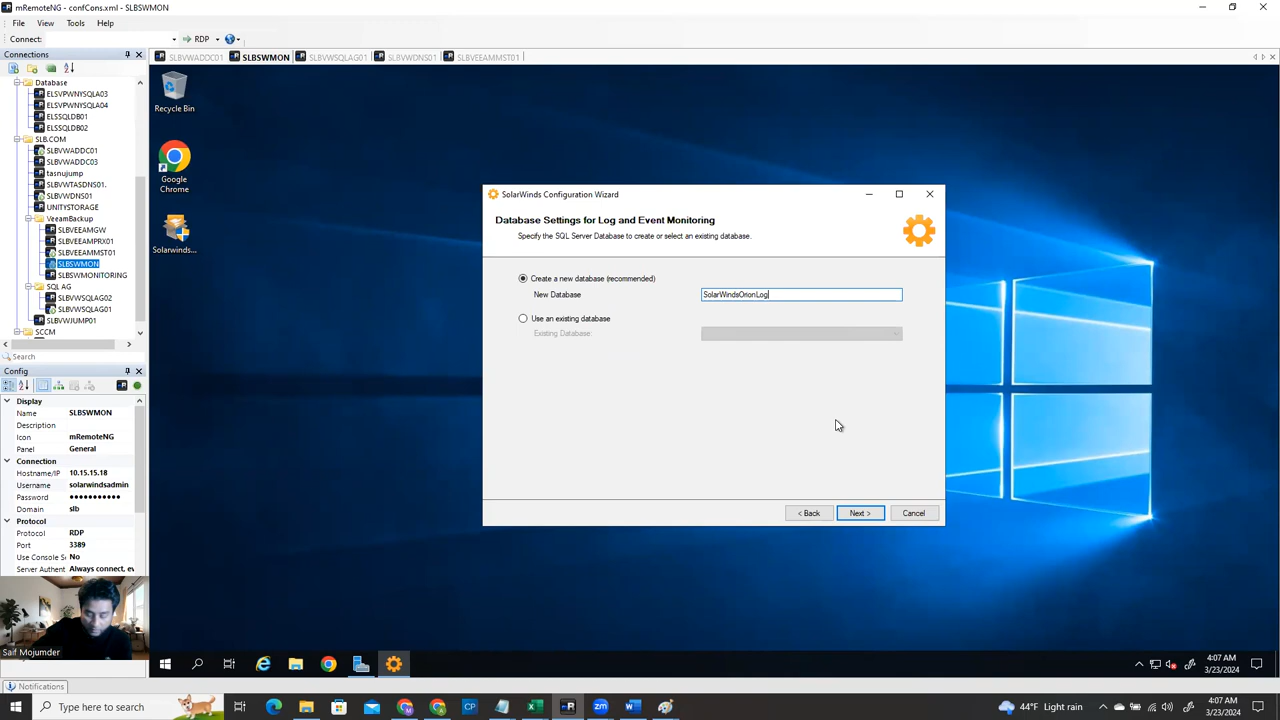 mRemoteNG - confCons.xml - SLBSWMON
File View Tools Help
Connect: RDP
Connections
SLBVWADDC01 SLBSWMON SLBVWSQLAG01 SLBVWDNS01 SLBVEEAMMST01
Database
ELSVPWNYSQLA03
ELSVPWNYSQLA04
ELSSQLDB01
ELSSQLDB02
SLB.COM
SLBVWADDC01
SLBVWADDC03
tasnujump
SLBVWTASDNS01.
SLBVWDNS01
UNITYSTORAGE
VeeamBackup
SLBVEEAMGW
SLBVEEAMPRX01
SLBVEEAMMST01
SLBSWMON
SLBSWMONITORING
SQL AG
SLBVWSQLAG02
SLBVWSQLAG01
SLBVWJUMP01
SCCM
Search
Config
Display
Name SLBSWMON
Description
Icon mRemoteNG
Panel General
Connection
Hostname/IP 10.15.15.18
Username solarwindsadmin
Password ●●●●●●●●●●
Domain slb
Protocol
Protocol RDP
Port 3389
Use Console S No
Server Authent Always connect, ev
Saif Mojumder
Notifications
Recycle Bin
Google
Chrome
Solarwinds...
SolarWinds Configuration Wizard
Database Settings for Log and Event Monitoring
Specify the SQL Server Database to create or select an existing database.
Create a new database (recommended)
New Database SolarWindsOrionLog
Use an existing database
Existing Database:
< Back Next > Cancel
4:07 AM
3/23/2024
Type here to search
44°F Light rain
4:07 AM
3/23/2024